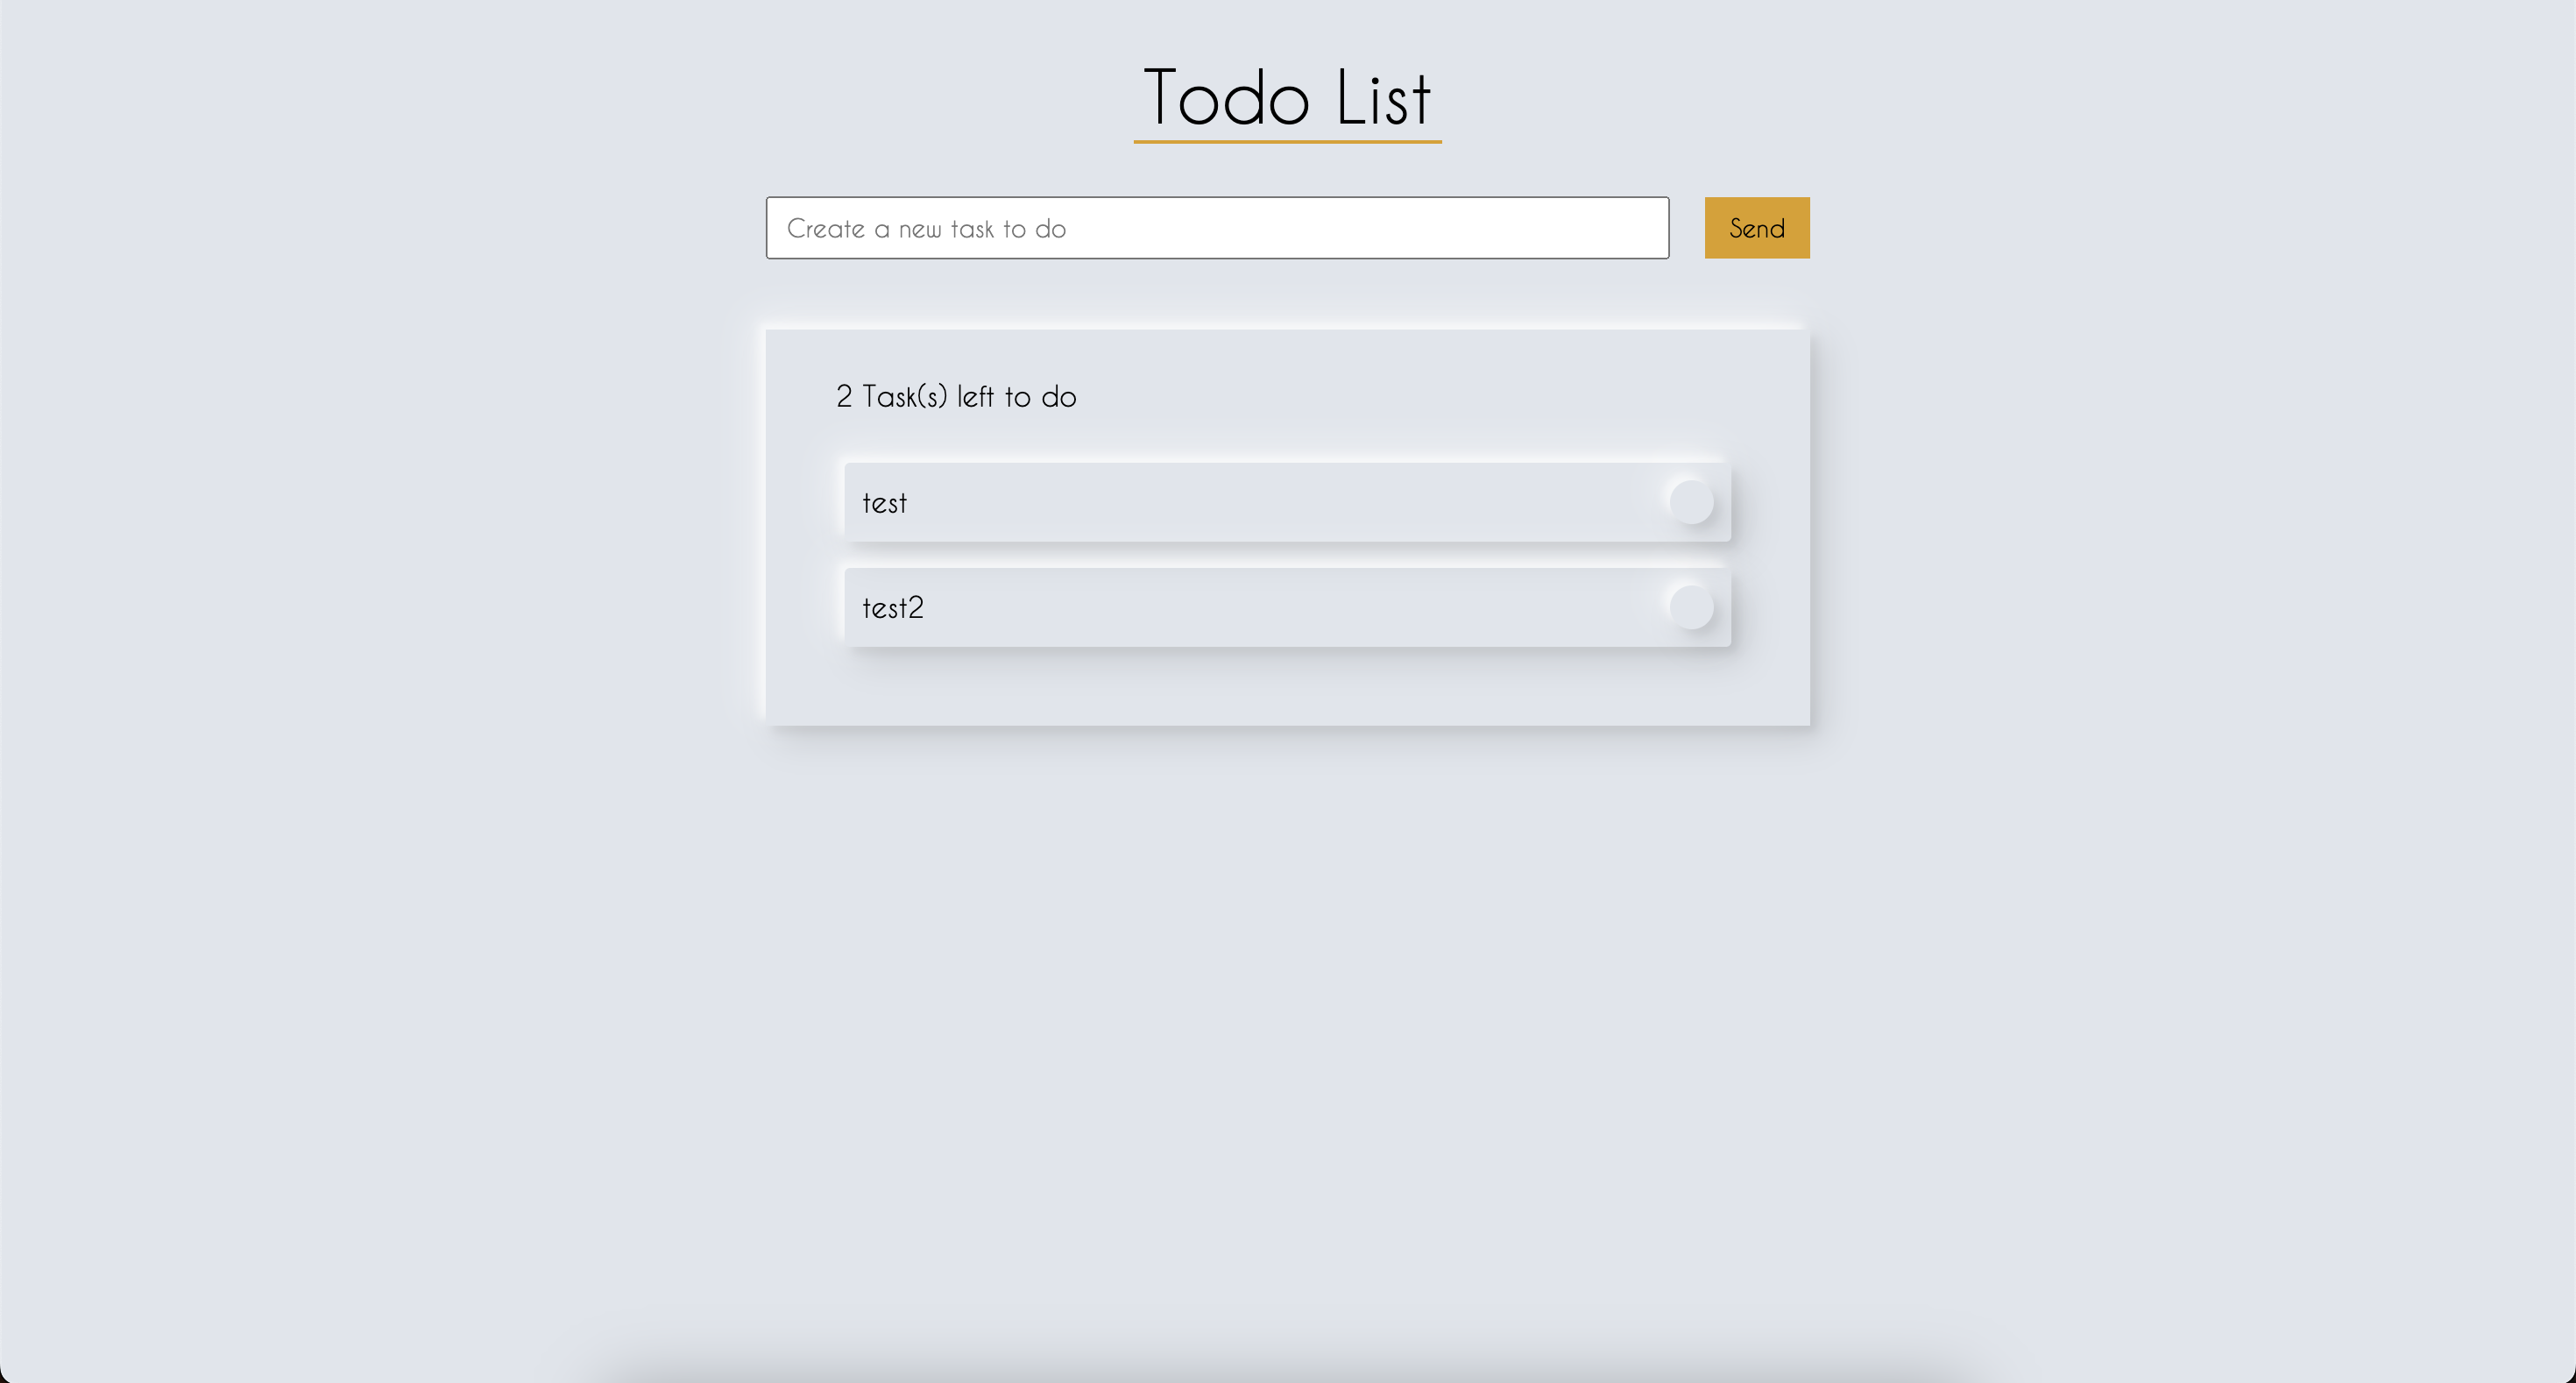 Todo List
Create a new task to do
Send
2 Task(s) left to do
test
test2